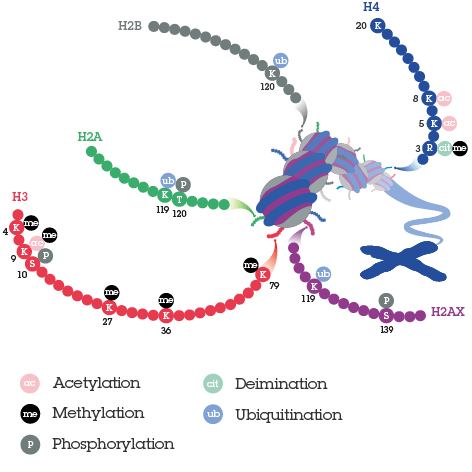 H4
20 K
H2B
ub
K
120
8 K ac
5 K ac
3 R cit me
H2A
ub P
K T
119 120
H3
me
4 K
me
ac
9 K
P
S
10
me
K
27
me
K
36
me
K
79
ub
K
119
P
S
139
H2AX
ac Acetylation
me Methylation
P Phosphorylation
cit Deimination
ub Ubiquitination